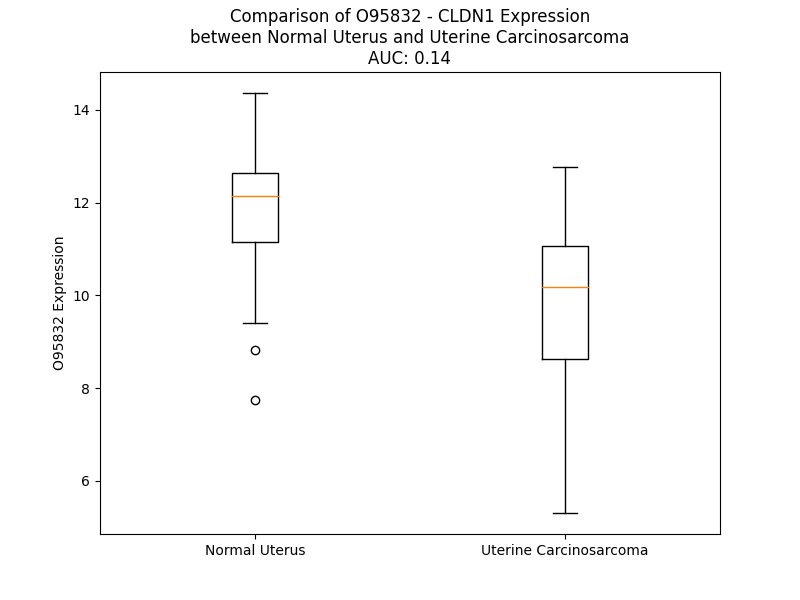 Comparison of O95832 - CLDN1 Expression
between Normal Uterus and Uterine Carcinosarcoma
AUC: 0.14
14
12
10
8
6
O95832 Expression
Normal Uterus
Uterine Carcinosarcoma